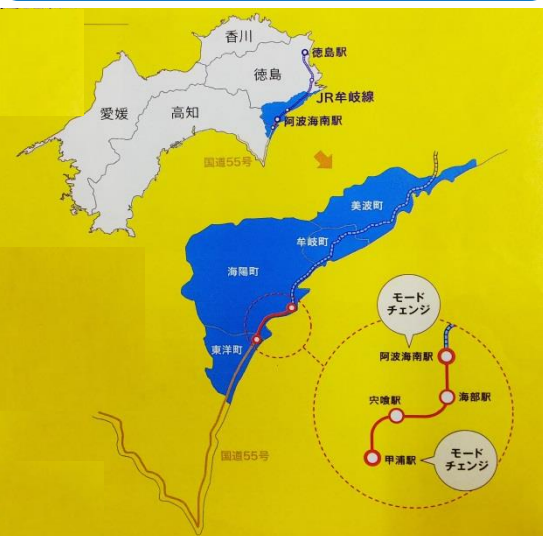 香川
徳島駅
徳島
JR牟岐線
愛媛
高知
阿波海南駅
国道55号
美波町
牟岐町
海陽町
東洋町
モード
チェンジ
阿波海南駅
海部駅
宍喰駅
甲浦駅
モード
チェンジ
国道55号